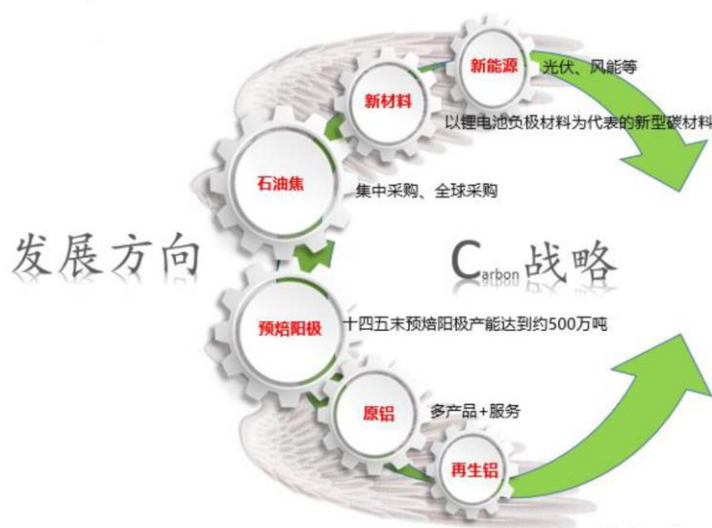 新能源
光伏、风能等
新材料
以锂电池负极材料为代表的新型碳材料
石油焦
集中采购、全球采购
发展方向
Carbon战略
预焙阳极
十四五末预焙阳极产能达到约500万吨
原铝
多产品+服务
再生铝